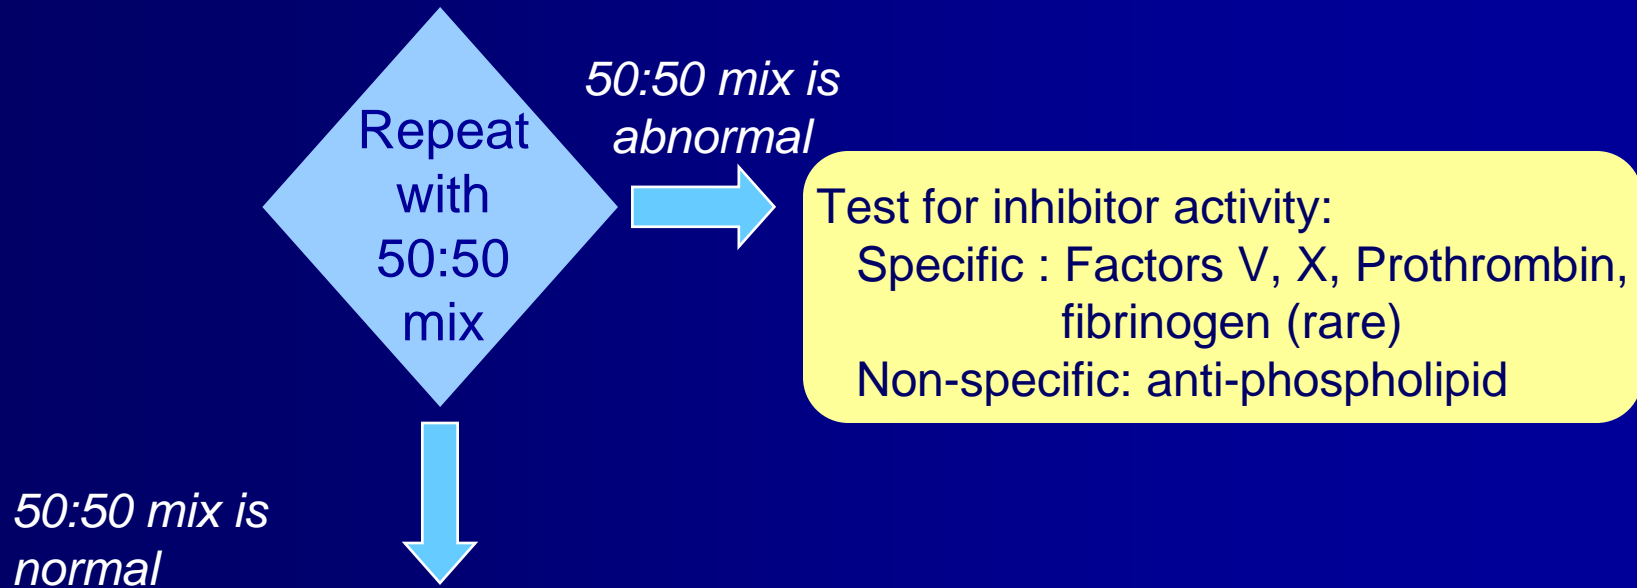 Repeat
with
50:50
mix
50:50 mix is
abnormal
Test for inhibitor activity:
Specific : Factors V, X, Prothrombin,
fibrinogen (rare)
Non-specific: anti-phospholipid
50:50 mix is
normal